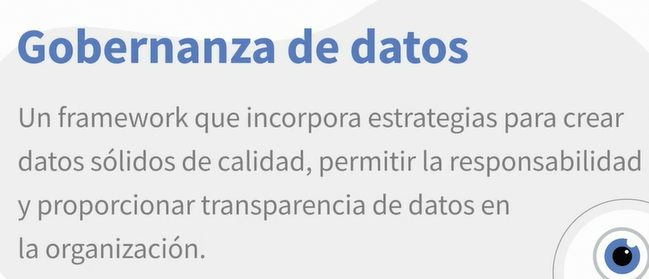 Gobernanza de datos
Un framework que incorpora estrategias para crear
datos sólidos de calidad, permitir la responsabilidad
y proporcionar transparencia de datos en
la organización.